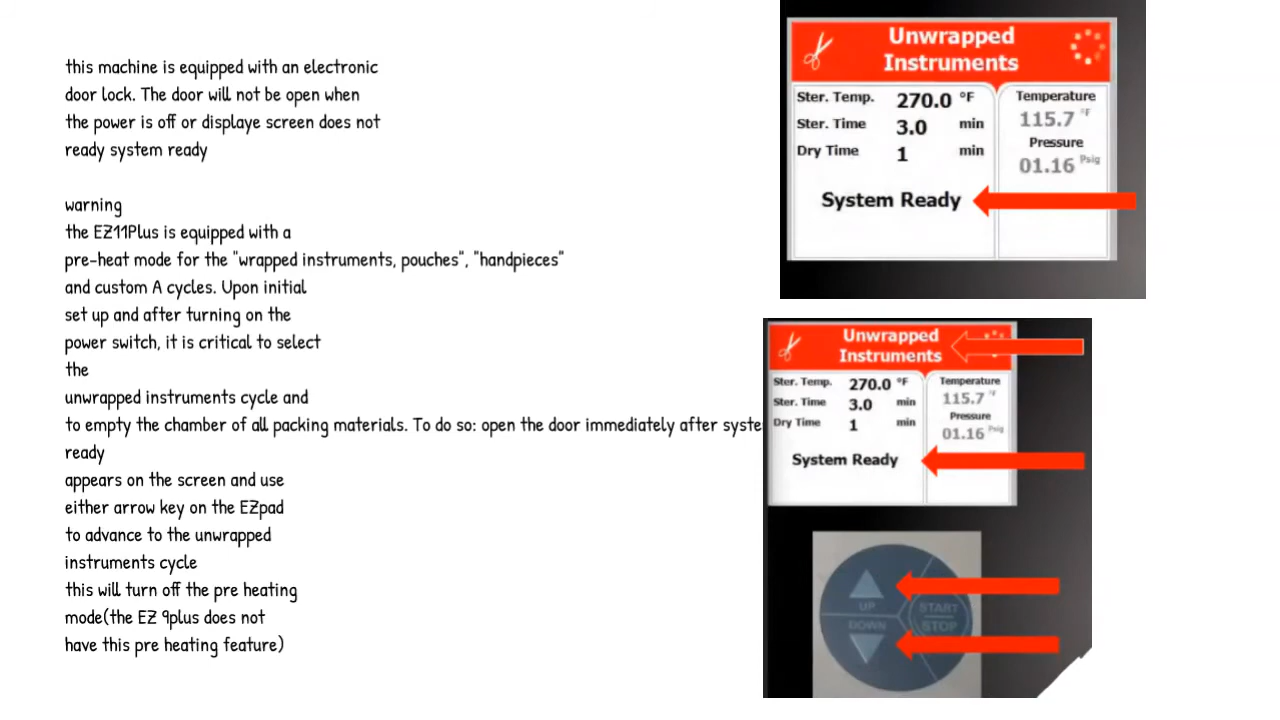 this machine is equipped with an electronic
door lock. The door will not be open when
the power is off or displaye screen does not
ready system ready
warning
the EZ11Plus is equipped with a
pre-heat mode for the "wrapped instruments, pouches", "handpieces"
and custom A cycles. Upon initial
set up and after turning on the
power switch, it is critical to select
the
unwrapped instruments cycle and
to empty the chamber of all packing materials. To do so: open the door immediately after syste
ready
appears on the screen and use
either arrow key on the EZpad
to advance to the unwrapped
instruments cycle
this will turn off the pre heating
mode(the EZ 9plus does not
have this pre heating feature)
Unwrapped
Instruments
Ster. Temp. 270.0 °F
Ster. Time 3.0 min
Dry Time 1 min
System Ready
Temperature
115.7 °F
Pressure
01.16 Psig
Unwrapped
Instruments
Ster. Temp. 270.0 °F
Ster. Time 3.0 min
Dry Time 1 min
System Ready
Temperature
115.7 °F
Pressure
01.16 Psig
UP
DOWN
START
STOP